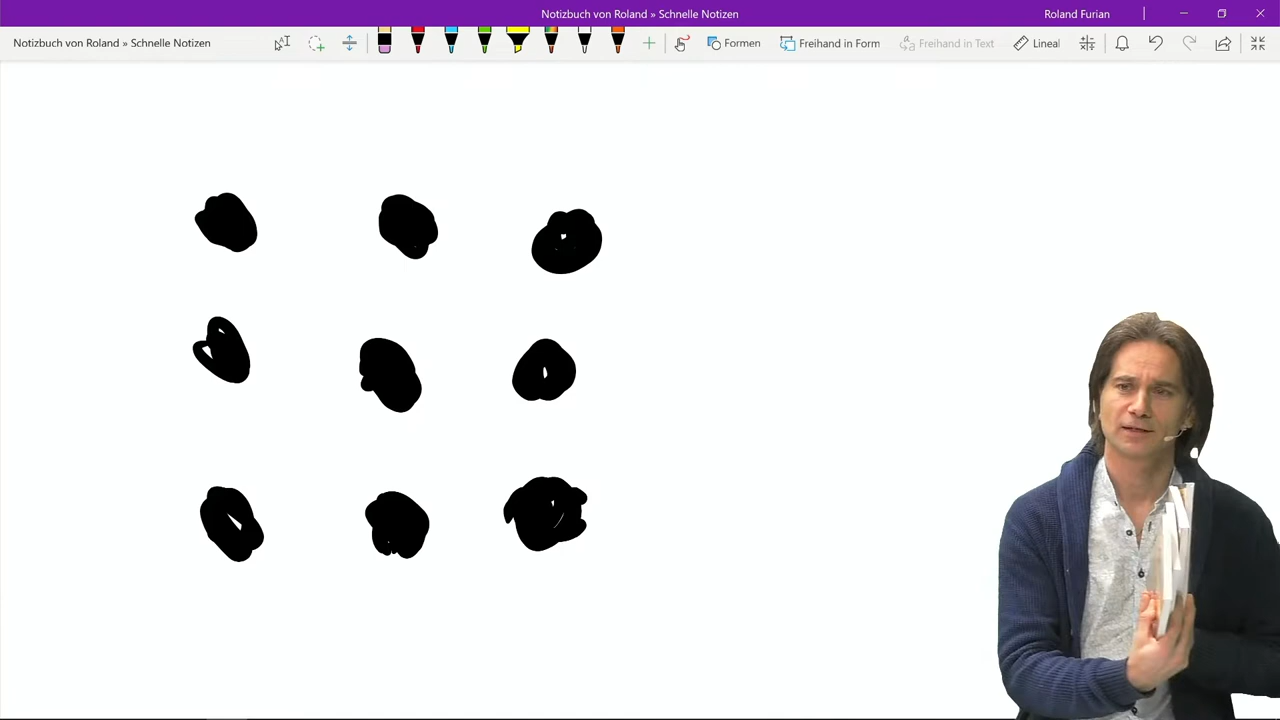 Notizbuch von Roland » Schnelle Notizen
Roland Furian
Notizbuch von Roland » Schnelle Notizen
Formen
Freihand in Form
Freihand in Text
Lineal